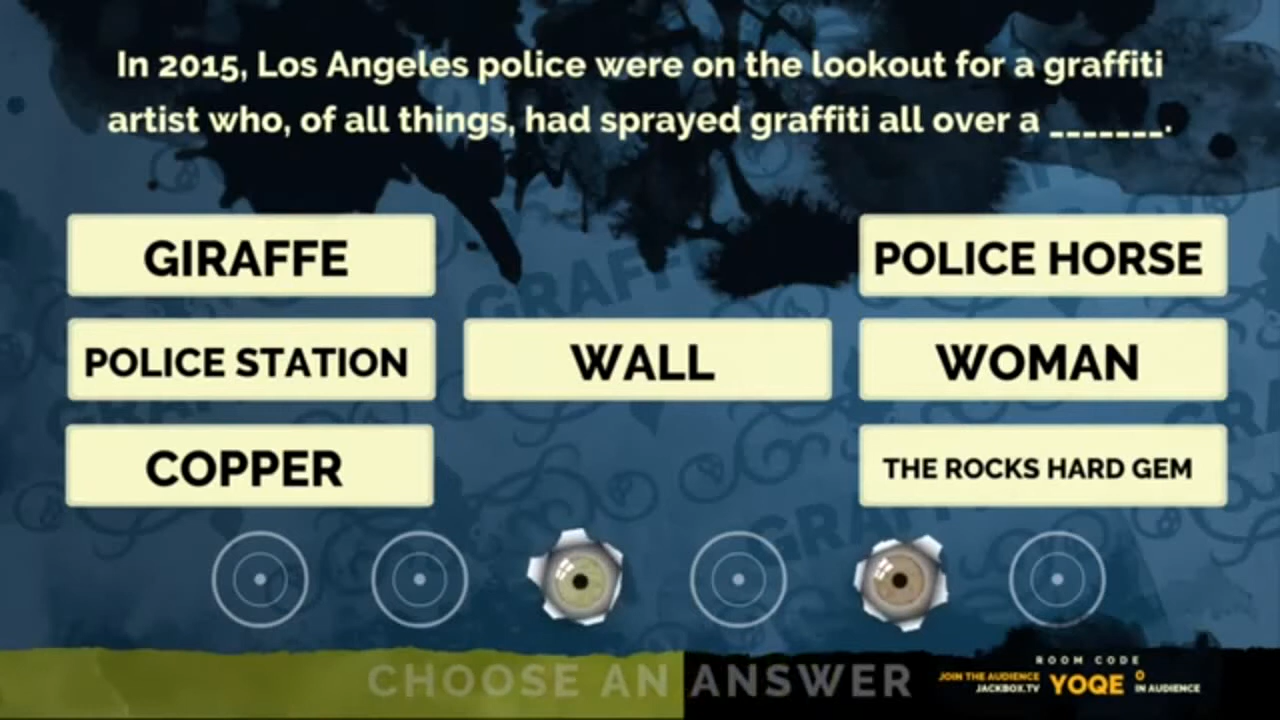 In 2015, Los Angeles police were on the lookout for a graffiti
artist who, of all things, had sprayed graffiti all over a _______.
GIRAFFE
POLICE HORSE
POLICE STATION
WALL
WOMAN
COPPER
THE ROCKS HARD GEM
CHOOSE AN ANSWER
ROOM CODE
JOIN THE AUDIENCE
JACKBOX.TV
YOQE
0
IN AUDIENCE